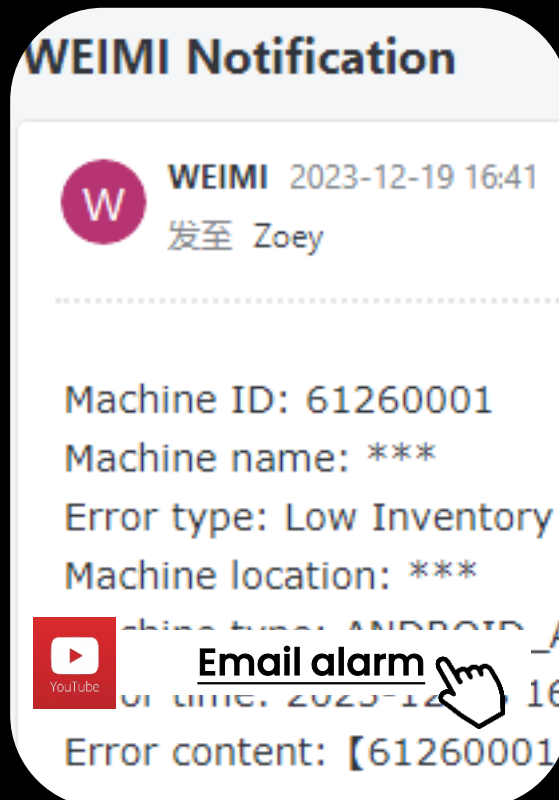 WEIMI Notification
W
WEIMI 2023-12-19 16:41
发至 Zoey
Machine ID: 61260001
Machine name: ***
Error type: Low Inventory
Machine location: ***
YouTube
Email alarm
Error content:【61260001